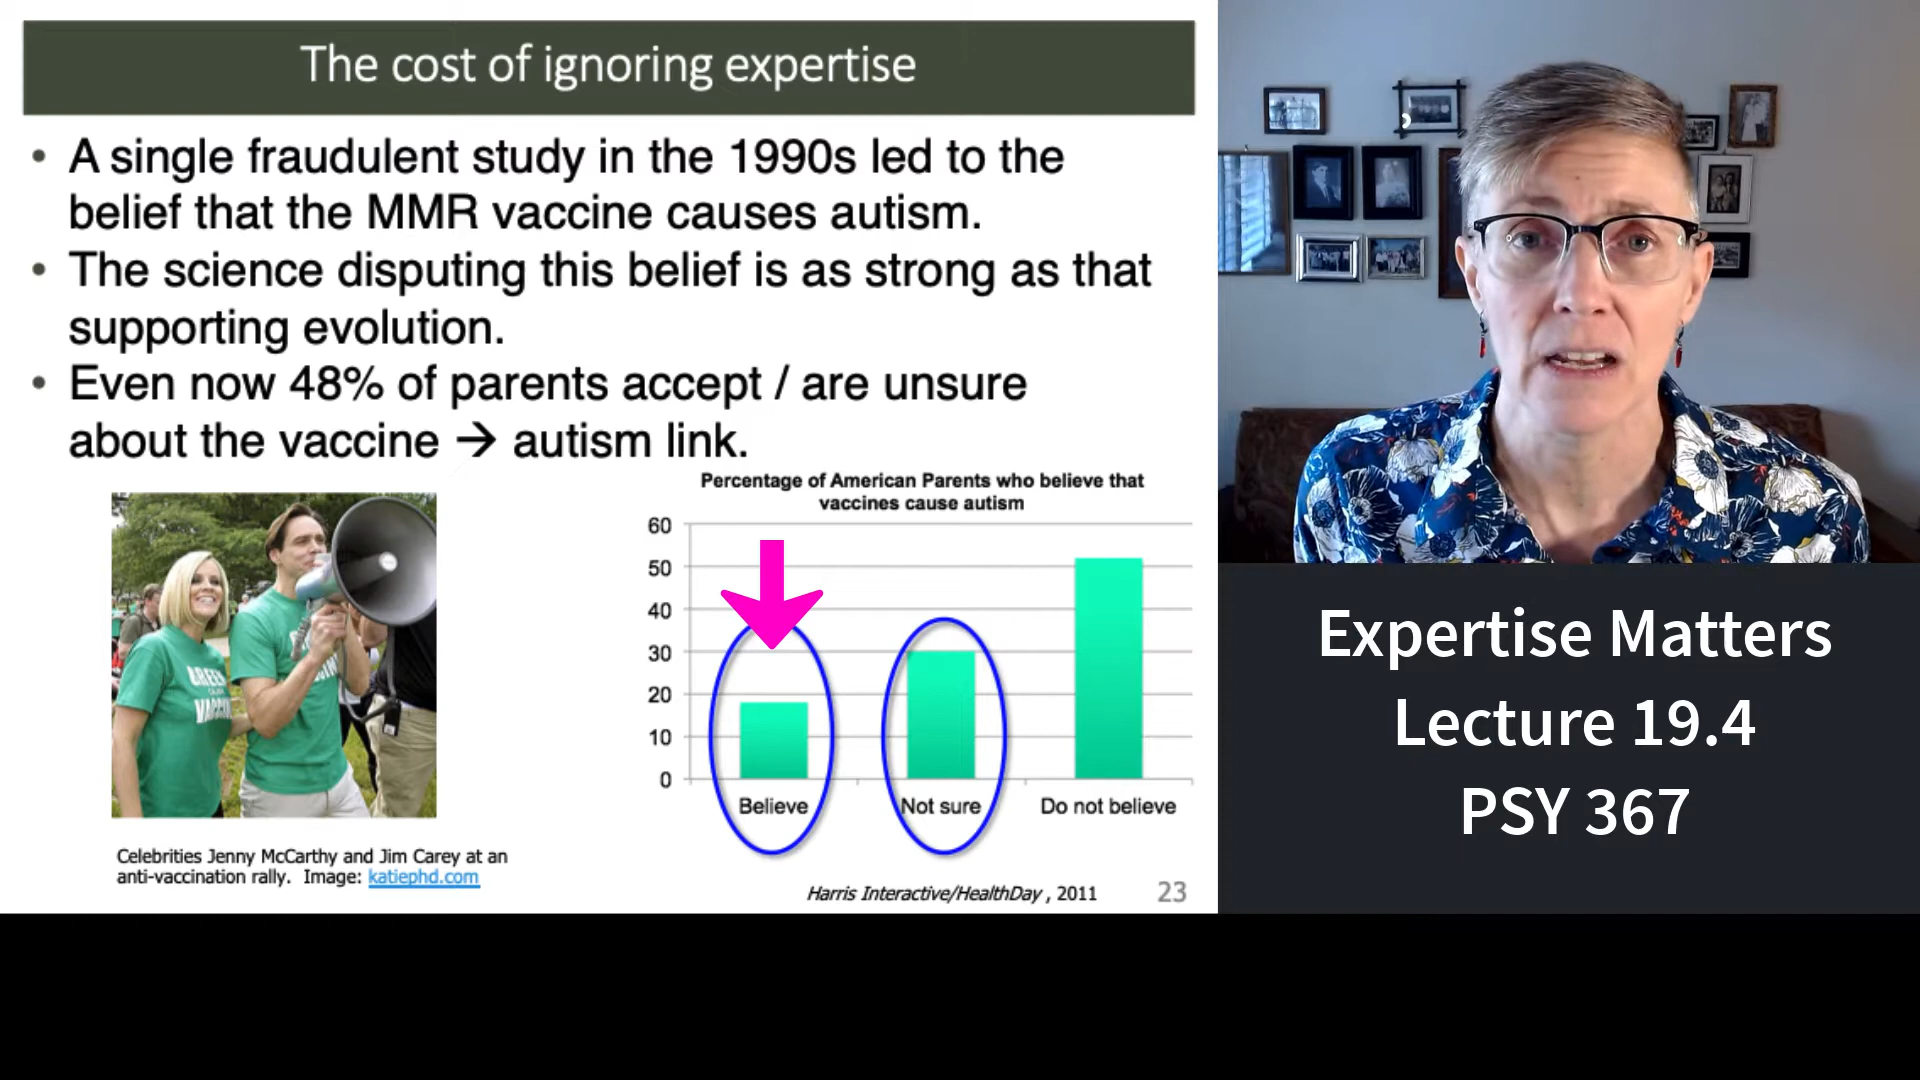 The cost of ignoring expertise
• A single fraudulent study in the 1990s led to the
belief that the MMR vaccine causes autism.
• The science disputing this belief is as strong as that
supporting evolution.
• Even now 48% of parents accept / are unsure
about the vaccine → autism link.
GREEN
VACCIN
Percentage of American Parents who believe that
vaccines cause autism
60
50
40
30
20
10
0
Believe
Not sure
Do not believe
Celebrities Jenny McCarthy and Jim Carey at an
anti-vaccination rally. Image: katiephd.com
Harris Interactive/HealthDay , 2011
23
Expertise Matters
Lecture 19.4
PSY 367